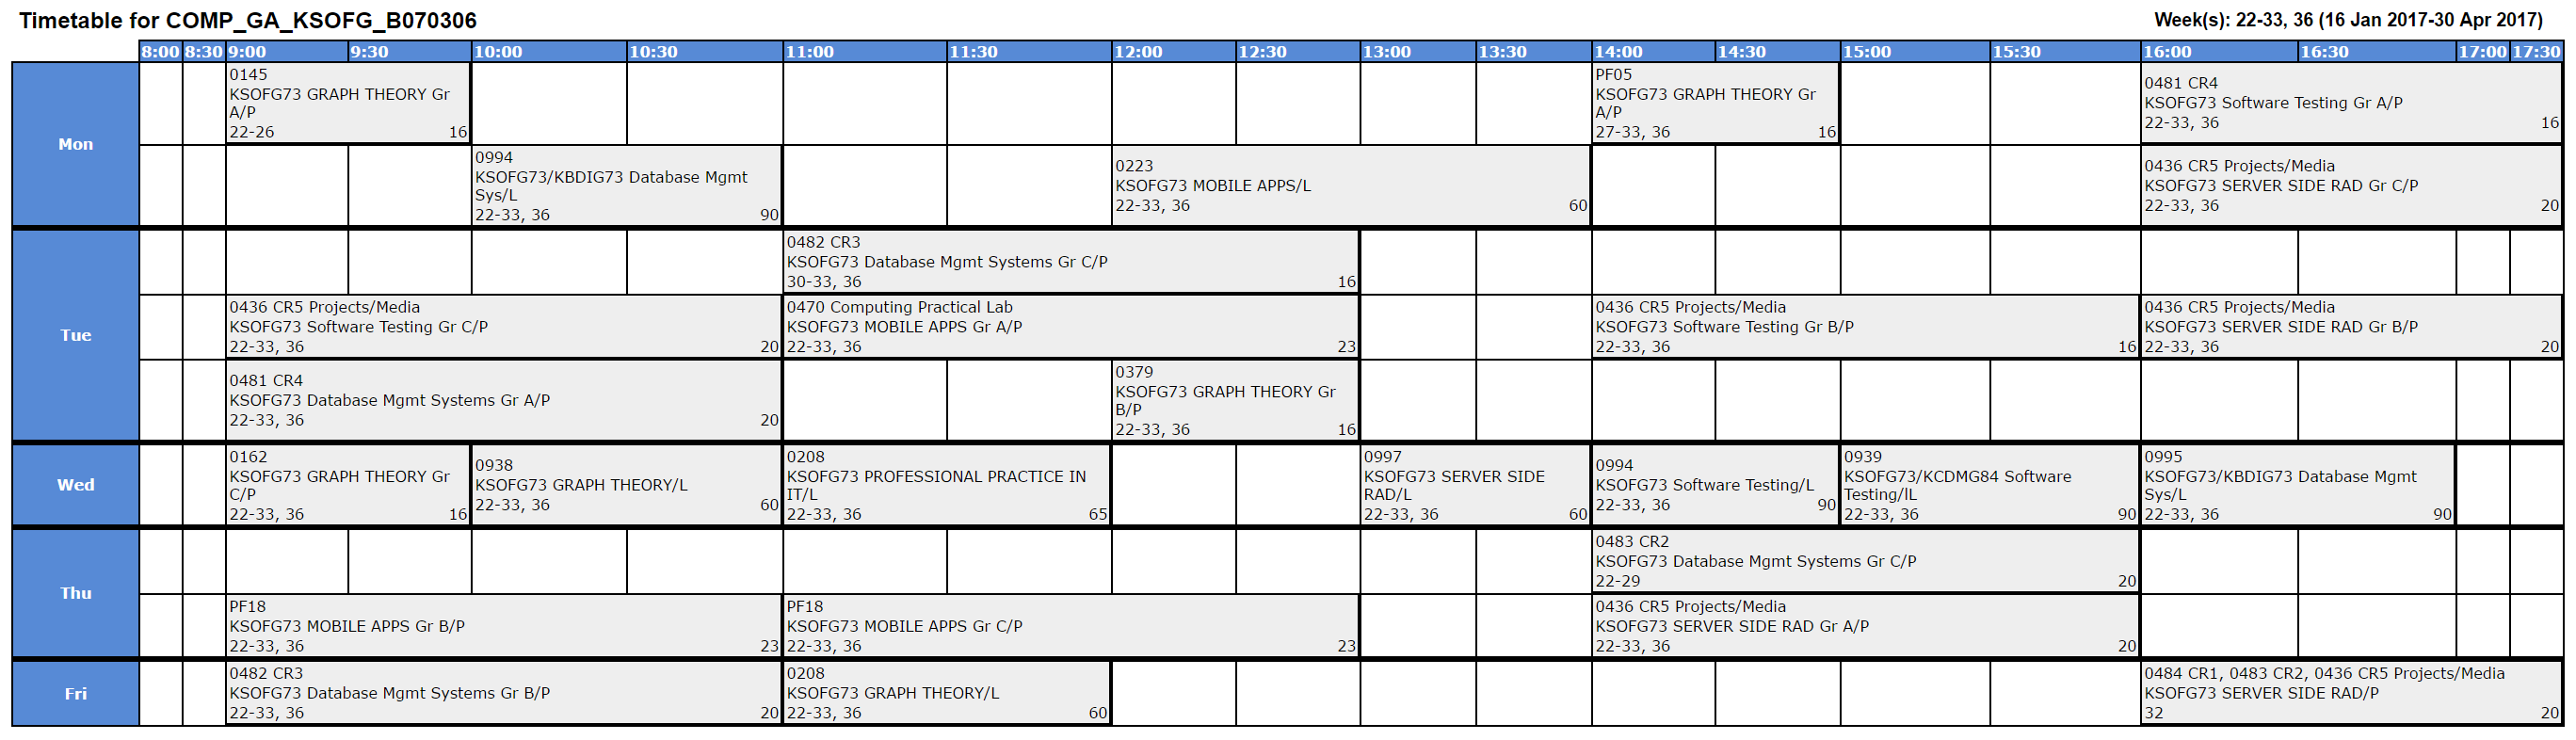 Timetable for COMP_GA_KSOFG_B070306
Week(s): 22-33, 36 (16 Jan 2017-30 Apr 2017)
8:00 8:30 9:00 9:30 10:00 10:30 11:00 11:30 12:00 12:30 13:00 13:30 14:00 14:30 15:00 15:30 16:00 16:30 17:00 17:30
Mon
0145
KSOFG73 GRAPH THEORY Gr
A/P
22-26 16
PF05
KSOFG73 GRAPH THEORY Gr
A/P
27-33, 36 16
0481 CR4
KSOFG73 Software Testing Gr A/P
22-33, 36 16
0994
KSOFG73/KBDIG73 Database Mgmt
Sys/L
22-33, 36 90
0223
KSOFG73 MOBILE APPS/L
22-33, 36 60
0436 CR5 Projects/Media
KSOFG73 SERVER SIDE RAD Gr C/P
22-33, 36 20
Tue
0482 CR3
KSOFG73 Database Mgmt Systems Gr C/P
30-33, 36 16
0436 CR5 Projects/Media
KSOFG73 Software Testing Gr C/P
22-33, 36 20
0470 Computing Practical Lab
KSOFG73 MOBILE APPS Gr A/P
22-33, 36 23
0436 CR5 Projects/Media
KSOFG73 Software Testing Gr B/P
22-33, 36 16
0436 CR5 Projects/Media
KSOFG73 SERVER SIDE RAD Gr B/P
22-33, 36 20
0481 CR4
KSOFG73 Database Mgmt Systems Gr A/P
22-33, 36 20
0379
KSOFG73 GRAPH THEORY Gr
B/P
22-33, 36 16
Wed
0162
KSOFG73 GRAPH THEORY Gr
C/P
22-33, 36 16
0938
KSOFG73 GRAPH THEORY/L
22-33, 36 60
0208
KSOFG73 PROFESSIONAL PRACTICE IN
IT/L
22-33, 36 65
0997
KSOFG73 SERVER SIDE
RAD/L
22-33, 36 60
0994
KSOFG73 Software Testing/L
22-33, 36 90
0939
KSOFG73/KCDMG84 Software
Testing/lL
22-33, 36 90
0995
KSOFG73/KBDIG73 Database Mgmt
Sys/L
22-33, 36 90
Thu
0483 CR2
KSOFG73 Database Mgmt Systems Gr C/P
22-29 20
PF18
KSOFG73 MOBILE APPS Gr B/P
22-33, 36 23
PF18
KSOFG73 MOBILE APPS Gr C/P
22-33, 36 23
0436 CR5 Projects/Media
KSOFG73 SERVER SIDE RAD Gr A/P
22-33, 36 20
Fri
0482 CR3
KSOFG73 Database Mgmt Systems Gr B/P
22-33, 36 20
0208
KSOFG73 GRAPH THEORY/L
22-33, 36 60
0484 CR1, 0483 CR2, 0436 CR5 Projects/Media
KSOFG73 SERVER SIDE RAD/P
32 20